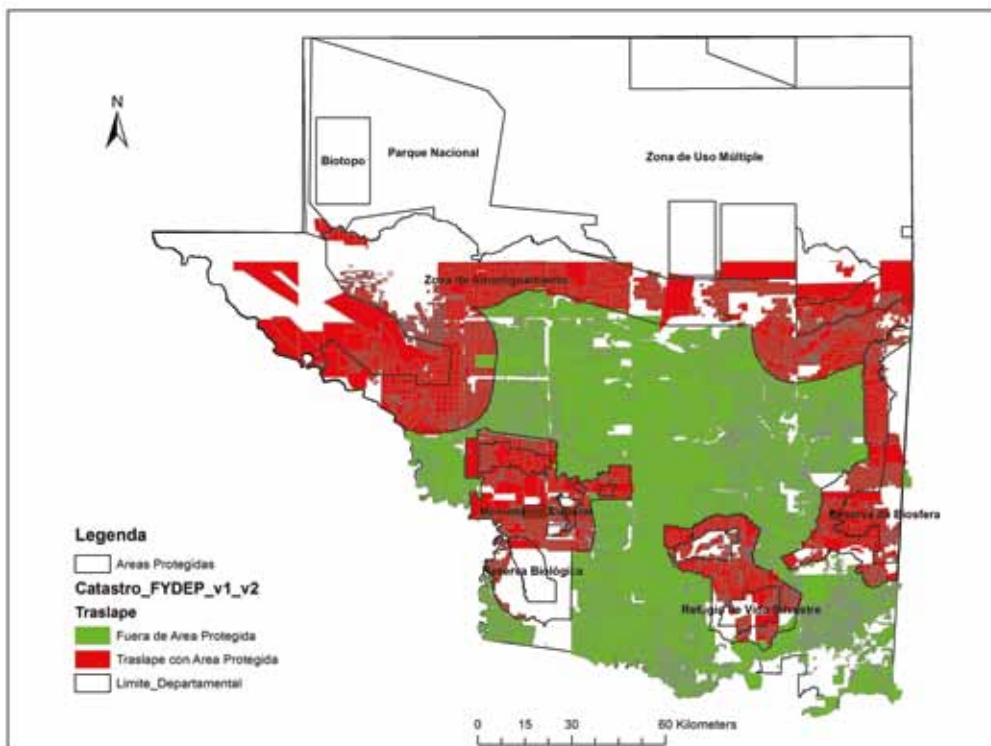 N
Biotopo
Parque Nacional
Zona de Uso Múltiple
Zona de Amortiguamiento
Reserva de Biosfera
Reserva Biológica
Refugio de Vida Silvestre
Legenda
Areas Protegidas
Catastro_FYDEP_v1_v2
Traslape
Fuera de Area Protegida
Traslape con Area Protegida
Limite_Departamental
0 15 30 60 Kilometers